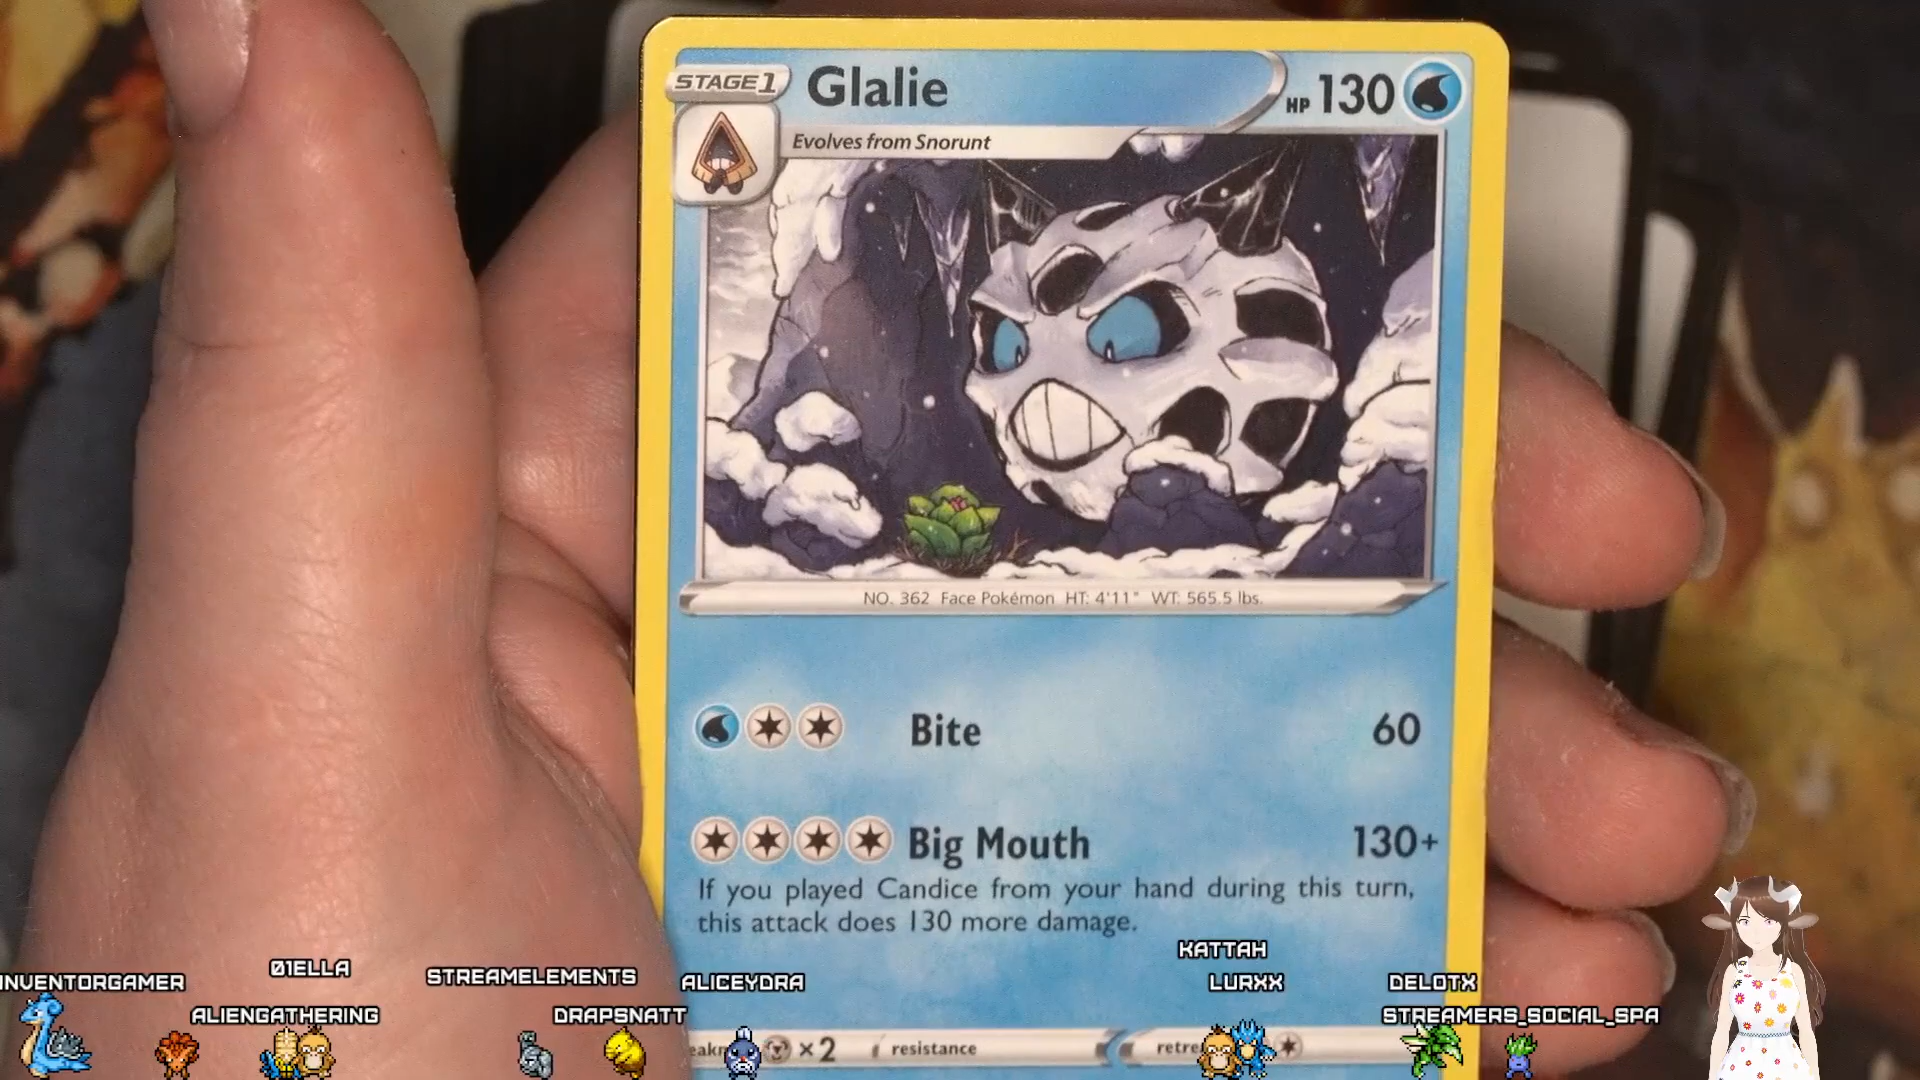 STAGE 1 Glalie HP 130
Evolves from Snorunt
NO. 362 Face Pokémon HT: 4'11" WT: 565.5 lbs.
Bite 60
Big Mouth 130+
If you played Candice from your hand during this turn,
this attack does 130 more damage.
KATTAH
INVENTORGAMER 01ELLA STREAMELEMENTS ALICEYDRA LURXX DELOTX
ALIENGATHERING DRAPSNATT STREAMERS_SOCIAL_SPA
×2 resistance